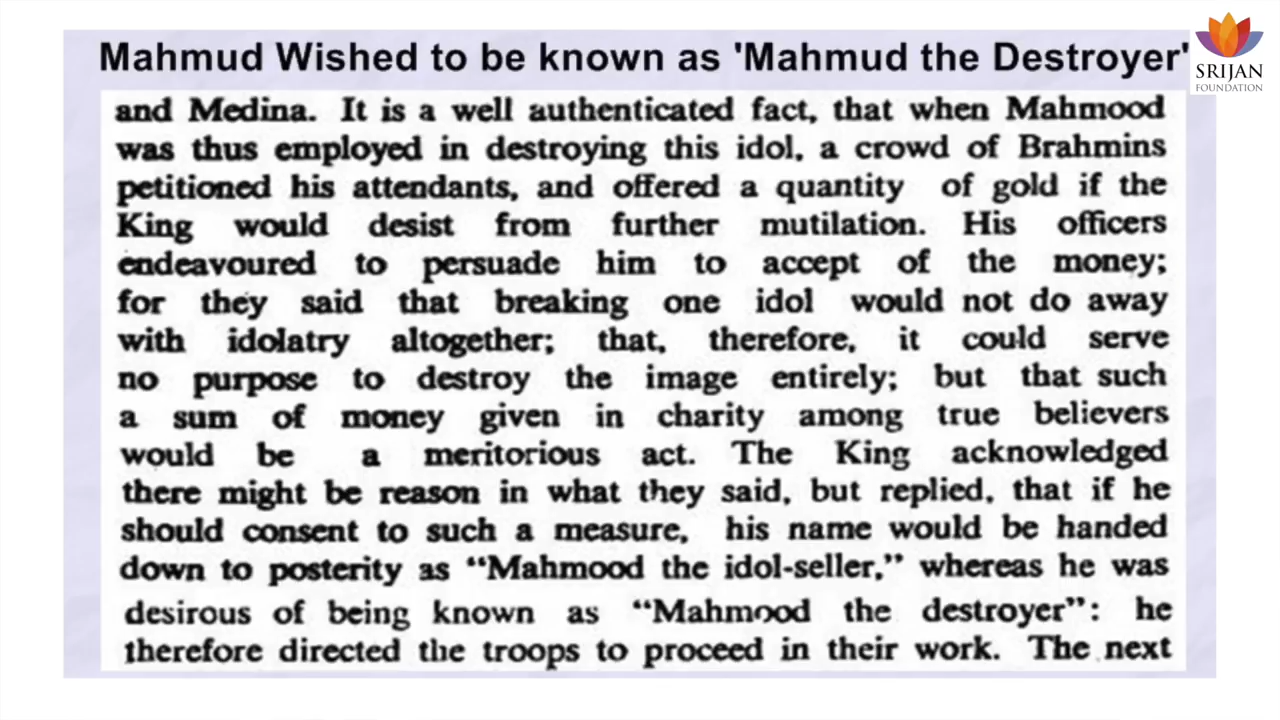 Mahmud Wished to be known as 'Mahmud the Destroyer'
SRIJAN
FOUNDATION
and Medina. It is a well authenticated fact, that when Mahmood
was thus employed in destroying this idol, a crowd of Brahmins
petitioned his attendants, and offered a quantity of gold if the
King would desist from further mutilation. His officers
endeavoured to persuade him to accept of the money;
for they said that breaking one idol would not do away
with idolatry altogether; that, therefore, it could serve
no purpose to destroy the image entirely; but that such
a sum of money given in charity among true believers
would be a meritorious act. The King acknowledged
there might be reason in what they said, but replied, that if he
should consent to such a measure, his name would be handed
down to posterity as “Mahmood the idol-seller,” whereas he was
desirous of being known as “Mahmood the destroyer”: he
therefore directed the troops to proceed in their work. The next